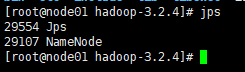 [root@node01 hadoop-3.2.4]# jps
29554 Jps
29107 NameNode
[root@node01 hadoop-3.2.4]#